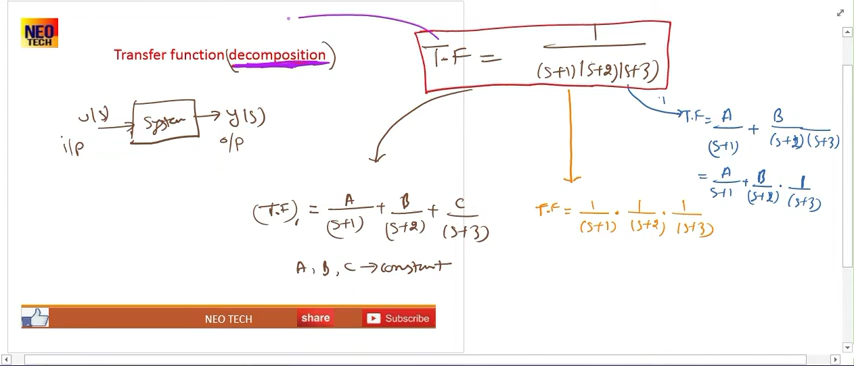 NEO
TECH
Transfer function(decomposition)
T.F = 1 / (s+1)(s+2)(s+3)
u(s) System y(s)
i/p o/p
T.F = A/(s+1) + B/(s+2)(s+3)
= A/s+1 + B/(s+2) . 1/(s+3)
(T.F), = A/(s+1) + B/(s+2) + C/(s+3)
T.F = 1/(s+1) . 1/(s+2) . 1/(s+3)
A, B, C → constant
NEO TECH share Subscribe